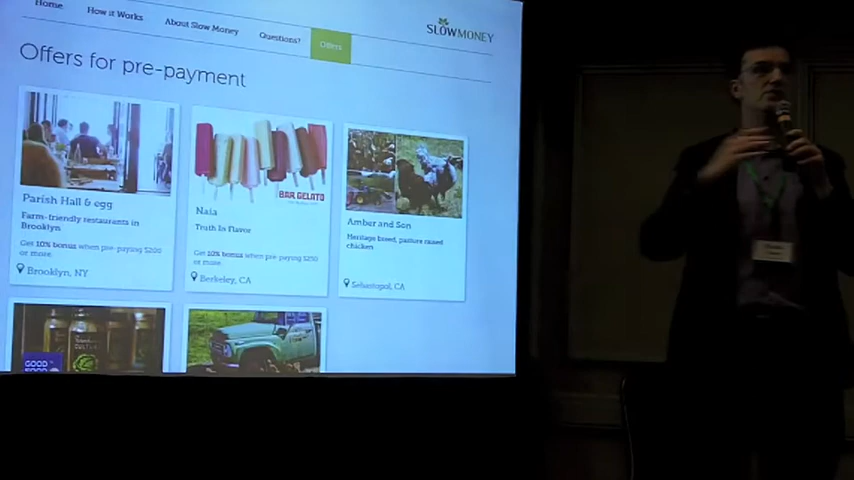 Home
How it Works
About Slow Money
Questions?
Offers
SLOWMONEY
Offers for pre-payment
Parish Hall & egg
Farm-friendly restaurants in
Brooklyn
Get 10% bonus when pre-paying $200
or more.
Brooklyn, NY
BAR GELATO
Naia
Truth In Flavor
Get 10% bonus when pre-paying $250
or more.
Berkeley, CA
Amber and Son
Heritage breed, pasture raised
chicken
Sebastopol, CA
GOOD
FOOD